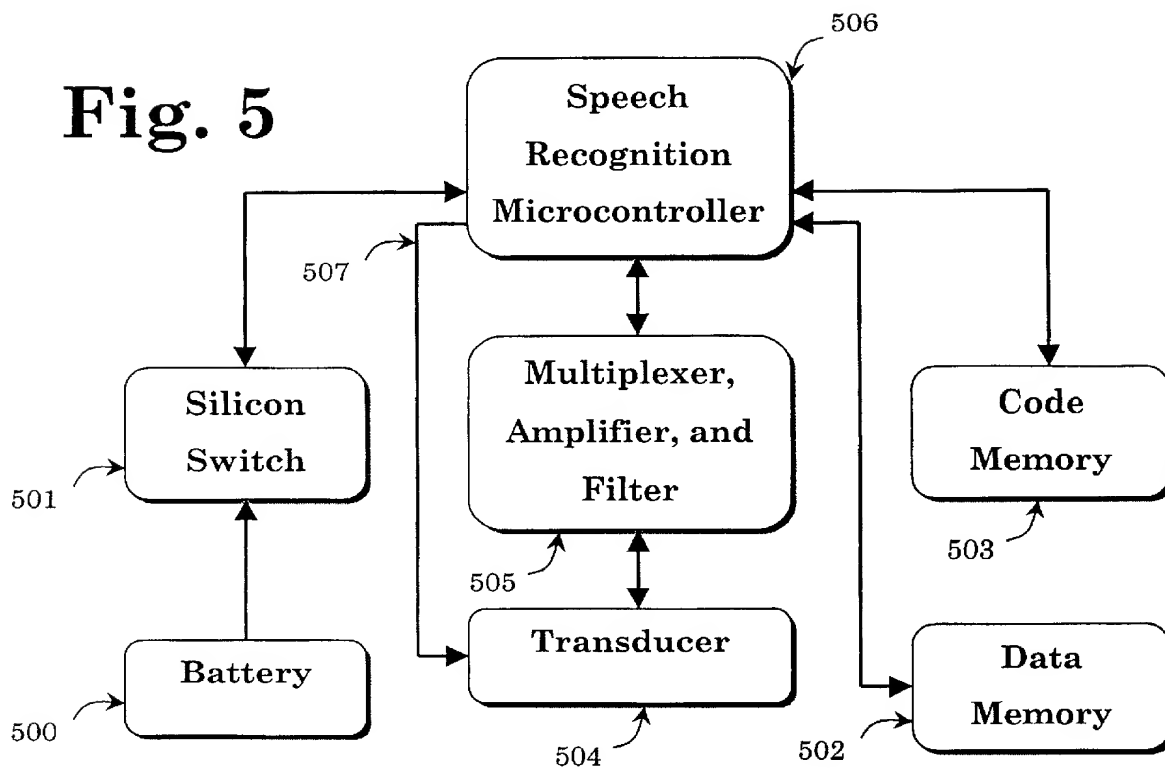 Fig. 5
506
Speech
Recognition
Microcontroller
507
Silicon
Switch
501
Multiplexer,
Amplifier, and
Filter
505
Code
Memory
503
Battery
500
Transducer
504
Data
Memory
502